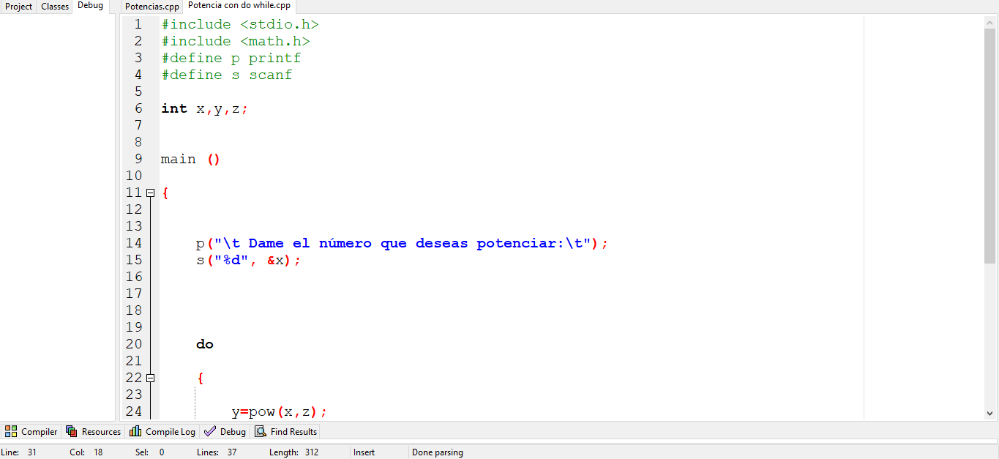 Project Classes Debug Potencias.cpp Potencia con do while.cpp
1 #include <stdio.h>
2 #include <math.h>
3 #define p printf
4 #define s scanf
5
6 int x,y,z;
7
8
9 main ()
10
11 {
12
13
14 p("\t Dame el número que deseas potenciar:\t");
15 s("%d", &x);
16
17
18
19
20 do
21
22 {
23
24 y=pow(x,z);
Compiler Resources Compile Log Debug Find Results
Line: 31 Col: 18 Sel: 0 Lines: 37 Length: 312 Insert Done parsing